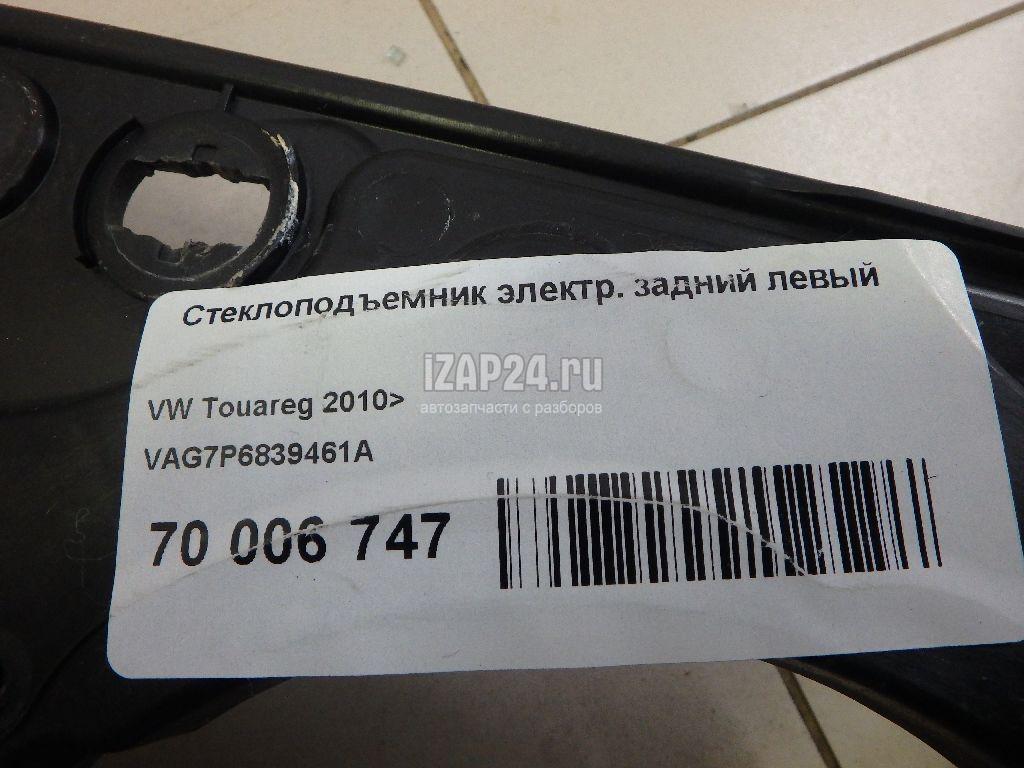 Стеклоподъемник электр. задний левый
iZAP24.ru
автозапчасти с разборов
VW Touareg 2010>
VAG7P6839461A
70 006 747